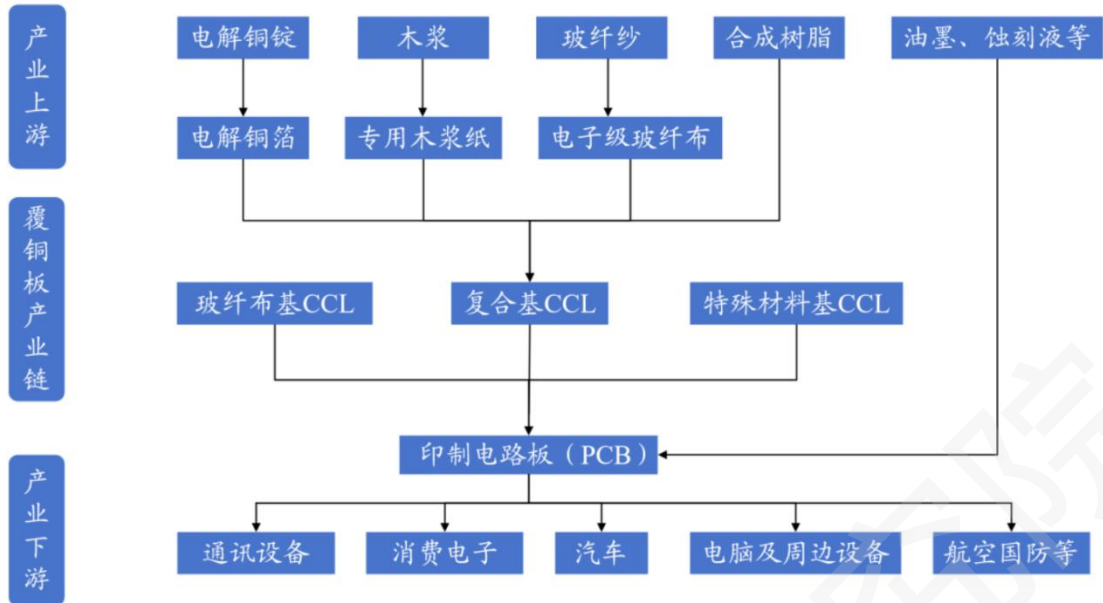 产业上游
电解铜锭
木浆
玻纤纱
合成树脂
油墨、蚀刻液等
电解铜箔
专用木浆纸
电子级玻纤布
覆铜板产业链
玻纤布基CCL
复合基CCL
特殊材料基CCL
印制电路板（PCB）
产业下游
通讯设备
消费电子
汽车
电脑及周边设备
航空国防等
究院